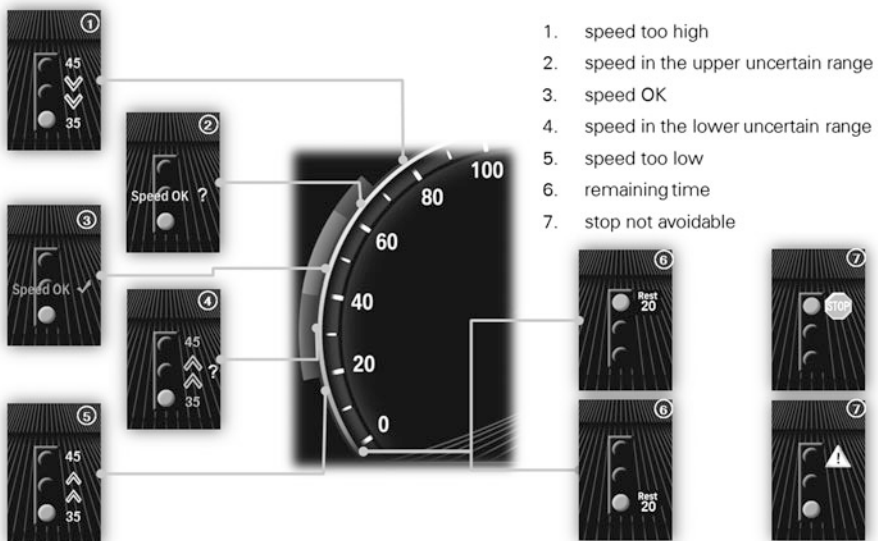 1
45
35
1. speed too high
2. speed in the upper uncertain range
3. speed OK
4. speed in the lower uncertain range
5. speed too low
6. remaining time
7. stop not avoidable
2
Speed OK ?
3
Speed OK ✓
4
45
?
35
5
45
35
100
80
60
40
20
0
6
Rest
20
7
STOP
6
Rest
20
7
!